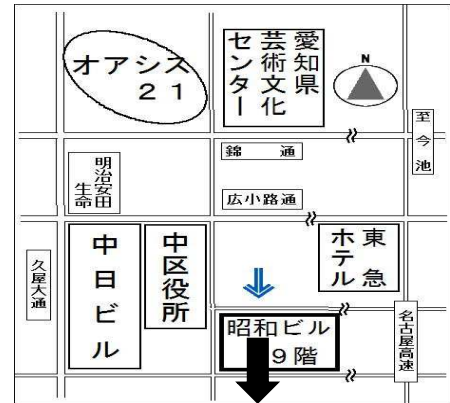 オアシス
21
愛知県
芸術文化
センター
N
至今池
明治安田
生命
錦通
広小路通
久屋大通
中日ビル
中区役所
東急
ホテル
昭和ビル
9階
名古屋高速